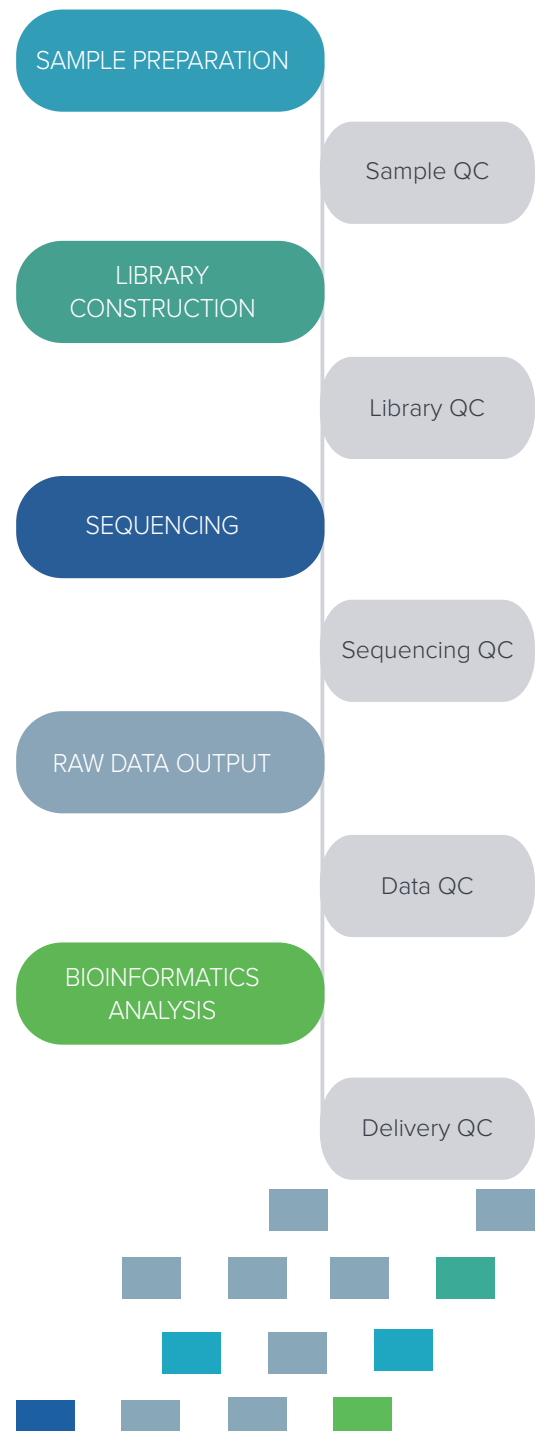 SAMPLE PREPARATION
Sample QC
LIBRARY
CONSTRUCTION
Library QC
SEQUENCING
Sequencing QC
RAW DATA OUTPUT
Data QC
BIOINFORMATICS
ANALYSIS
Delivery QC